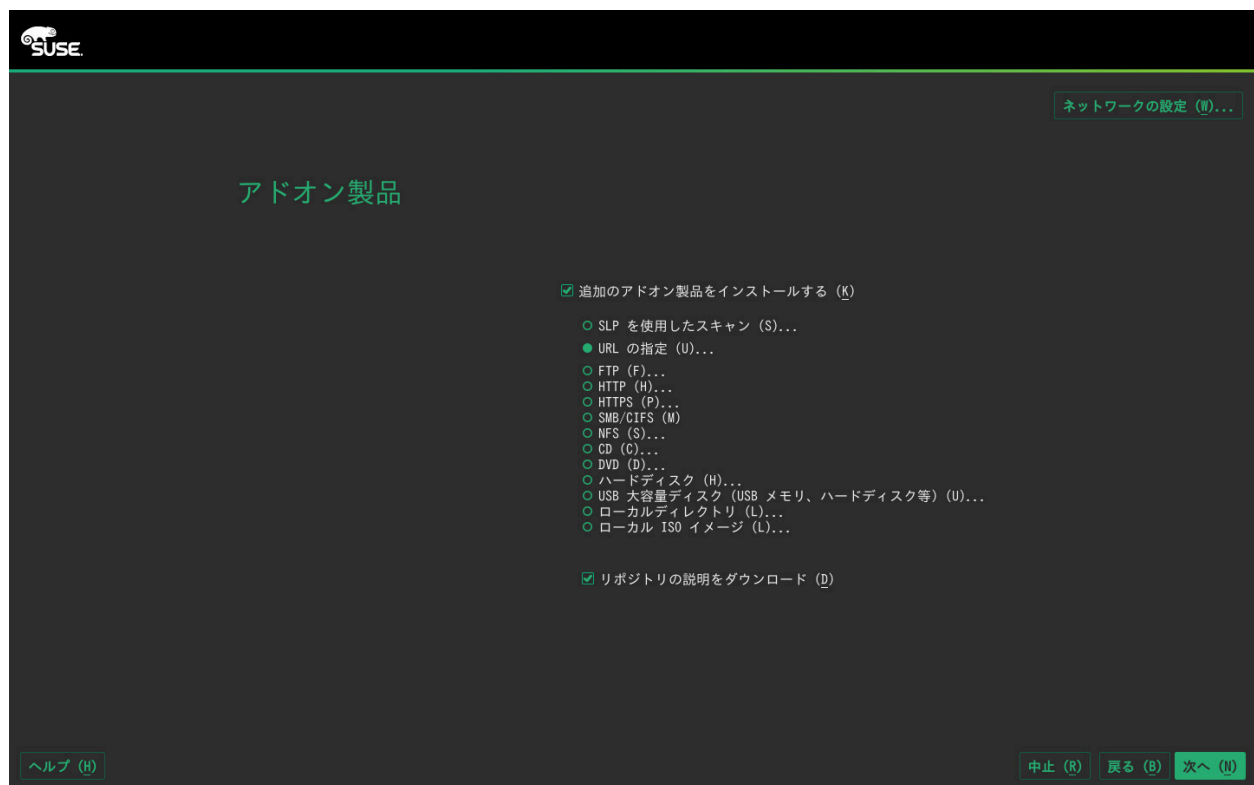 SUSE.
ネットワークの設定 (W)...
アドオン製品
追加のアドオン製品をインストールする (K)
SLP を使用したスキャン (S)...
URL の指定 (U)...
FTP (F)...
HTTP (H)...
HTTPS (P)...
SMB/CIFS (M)
NFS (S)...
CD (C)...
DVD (D)...
ハードディスク (H)...
USB 大容量ディスク (USB メモリ、ハードディスク等) (U)...
ローカルディレクトリ (L)...
ローカル ISO イメージ (L)...
リポジトリの説明をダウンロード (D)
ヘルプ (H)
中止 (R)
戻る (B)
次へ (N)